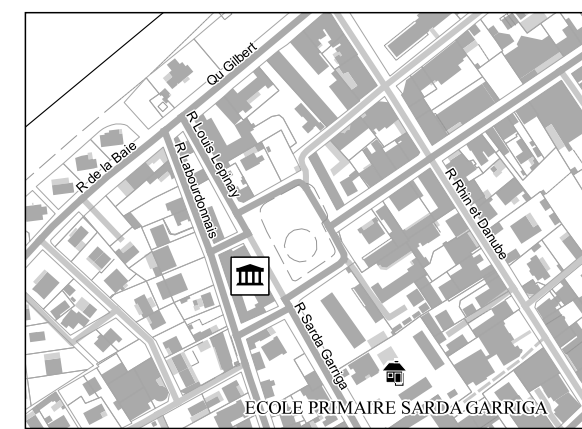 Qu Gilbert
R Louis Lepinay
R de la Baie
R Labourdonnais
R Rhin et Danube
R Sarda Garriga
ECOLE PRIMAIRE SARDA GARRIGA